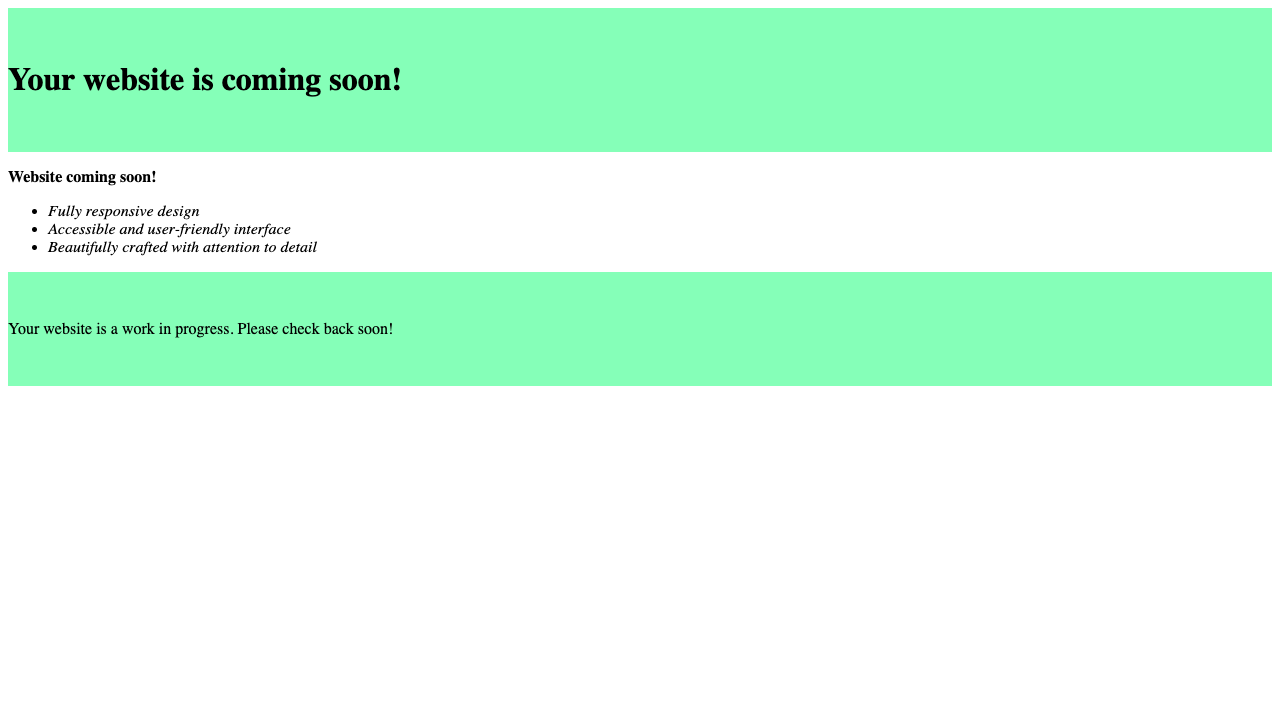 Your website is coming soon!
Website coming soon!
Fully responsive design
Accessible and user-friendly interface
Beautifully crafted with attention to detail
Your website is a work in progress. Please check back soon!